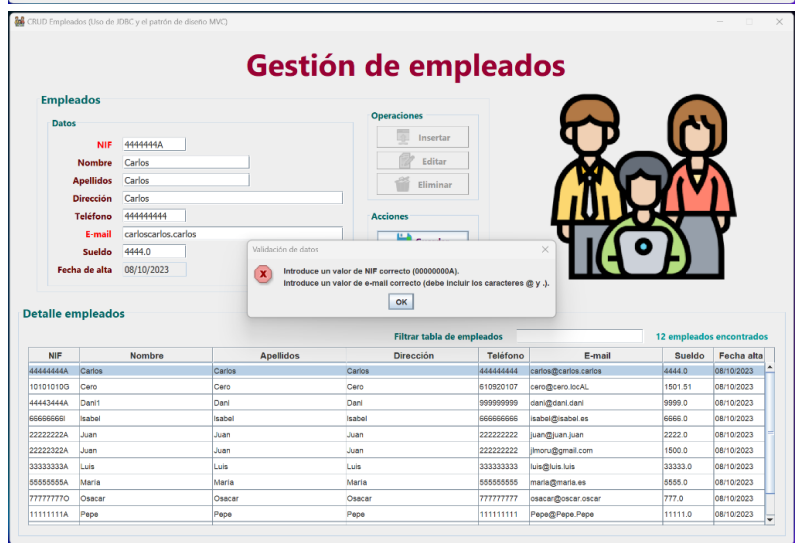 CRUD Empleados (Uso de JDBC y el patrón de diseño MVC)
Gestión de empleados
Empleados
Datos
NIF 4444444A
Nombre Carlos
Apellidos Carlos
Dirección Carlos
Teléfono 444444444
E-mail carloscarlos.carlos
Sueldo 4444.0
Fecha de alta 08/10/2023
Operaciones
Insertar
Editar
Eliminar
Acciones
Validación de datos
Introduce un valor de NIF correcto (00000000A).
Introduce un valor de e-mail correcto (debe incluir los caracteres @ y .).
OK
Detalle empleados
Filtrar tabla de empleados 12 empleados encontrados
NIF Nombre Apellidos Dirección Teléfono E-mail Sueldo Fecha alta
44444444A Carlos Carlos Carlos 444444444 carlos@carlos.carlos 4444.0 08/10/2023
10101010G Cero Cero Cero 610920107 cero@cero.locAL 1501.51 08/10/2023
44443444A Dani1 Dani Dani 999999999 dani@dani.dani 9999.0 08/10/2023
66666666I Isabel Isabel Isabel 666666666 isabel@isabel.es 6666.0 08/10/2023
22222222A Juan Juan Juan 222222222 juan@juan.juan 2222.0 08/10/2023
22222322A Juan Juan Juan 222222222 jlmoru@gmail.com 1500.0 08/10/2023
33333333A Luis Luis Luis 333333333 luis@luis.luis 33333.0 08/10/2023
55555555A Maria Maria Maria 555555555 maria@maria.es 5555.0 08/10/2023
77777777O Osacar Oscar Oscar 777777777 osacar@oscar.oscar 777.0 08/10/2023
11111111A Pepe Pepe Pepe 111111111 Pepe@Pepe.Pepe 11111.0 08/10/2023